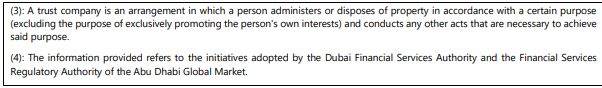 (3): A trust company is an arrangement in which a person administers or disposes of property in accordance with a certain purpose
(excluding the purpose of exclusively promoting the person's own interests) and conducts any other acts that are necessary to achieve
said purpose.
(4): The information provided refers to the initiatives adopted by the Dubai Financial Services Authority and the Financial Services
Regulatory Authority of the Abu Dhabi Global Market.